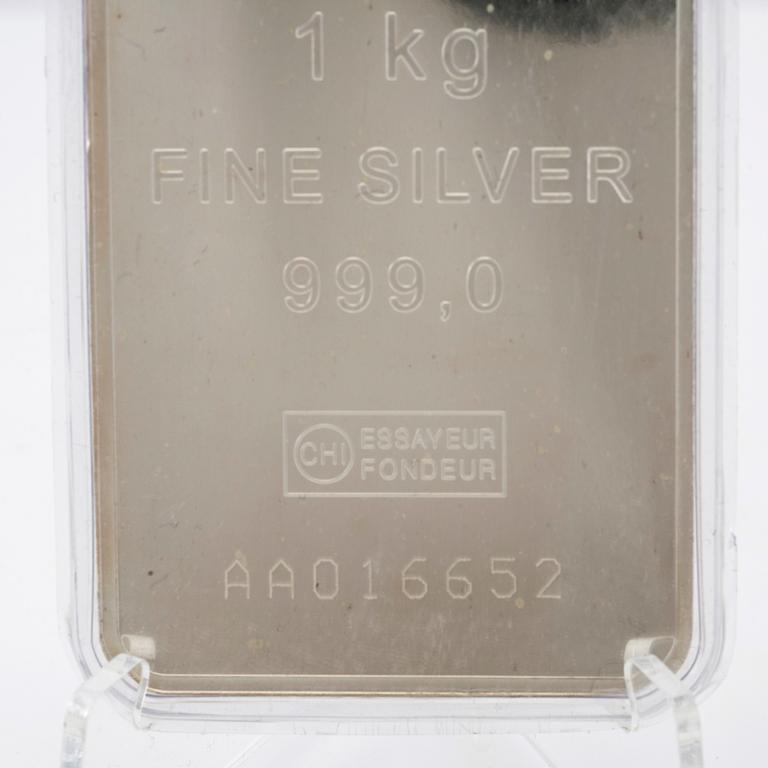 1 kg
FINE SILVER
999,0
CHI ESSAYEUR
FONDEUR
AA016652